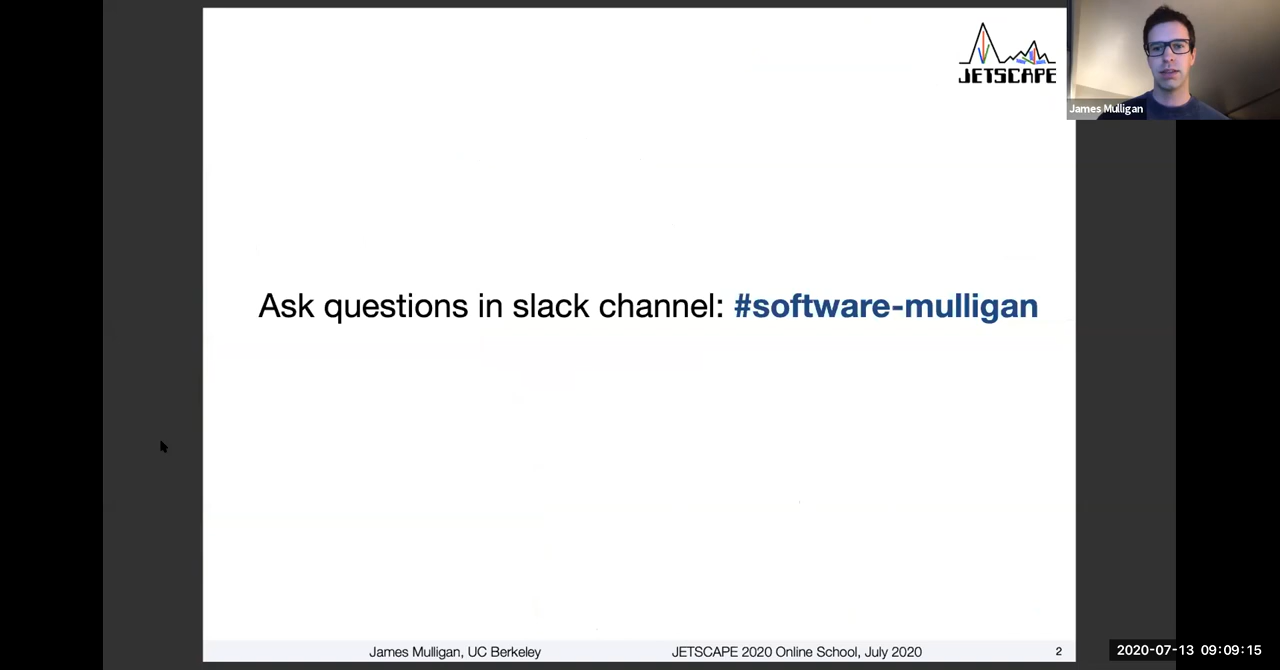 JETSCAPE
James Mulligan
Ask questions in slack channel: #software-mulligan
James Mulligan, UC Berkeley
JETSCAPE 2020 Online School, July 2020
2
2020-07-13 09:09:15